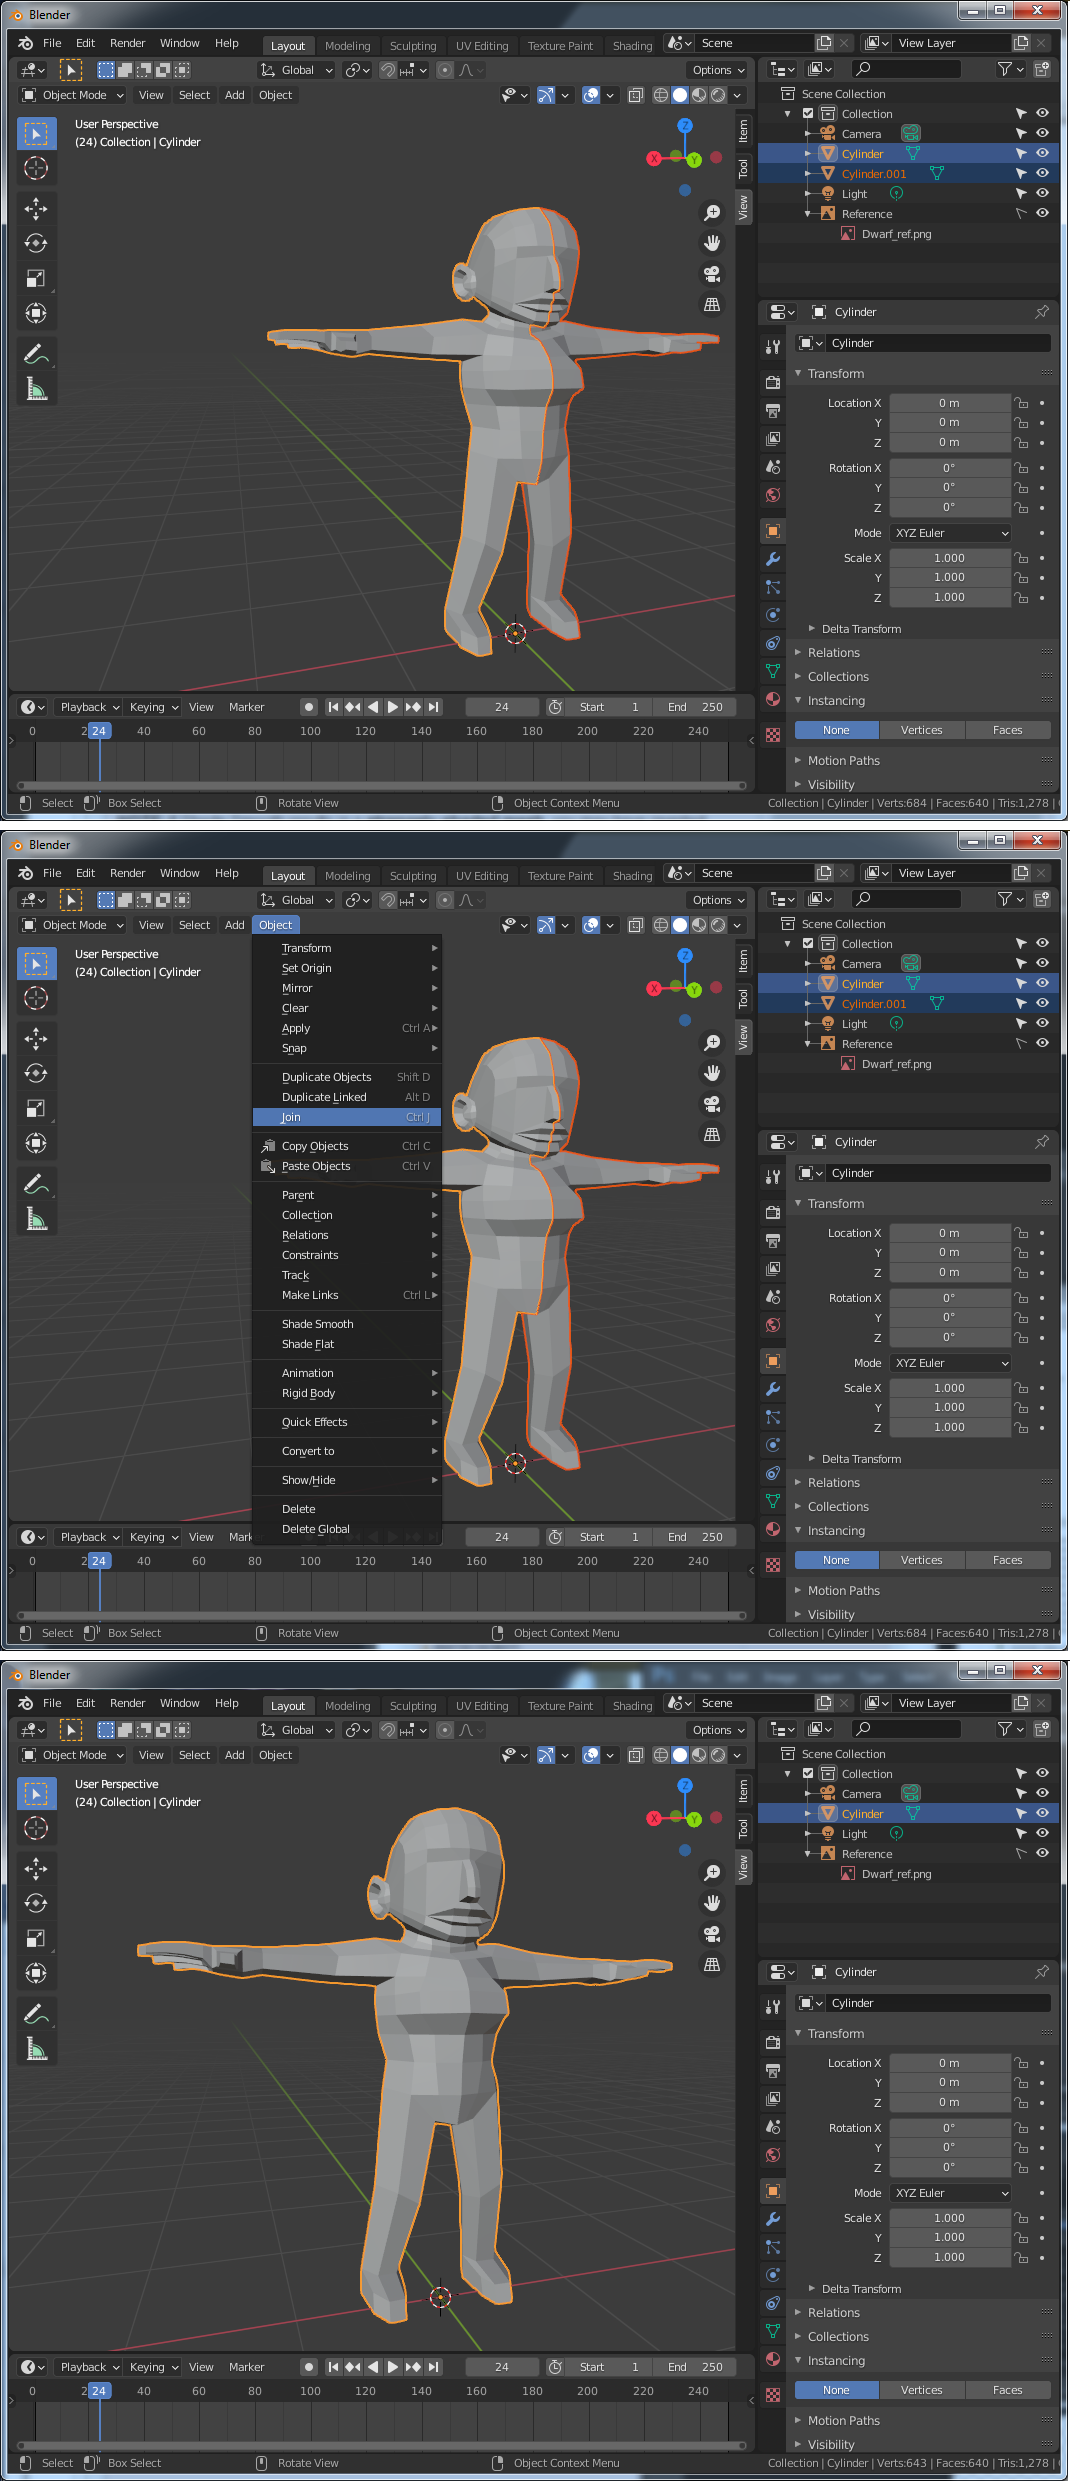 Blender
File Edit Render Window Help Layout Modeling Sculpting UV Editing Texture Paint Shading Scene View Layer
Global Options
Object Mode View Select Add Object
User Perspective
(24) Collection | Cylinder
X Y Z
Item
Tool
View
Scene Collection
Collection
Camera
Cylinder
Cylinder.001
Light
Reference
Dwarf_ref.png
Cylinder
Cylinder
Transform
Location X 0 m
Y 0 m
Z 0 m
Rotation X 0°
Y 0°
Z 0°
Mode XYZ Euler
Scale X 1.000
Y 1.000
Z 1.000
Delta Transform
Relations
Collections
Instancing
None Vertices Faces
Motion Paths
Visibility
Playback Keying View Marker 24 Start 1 End 250
0 24 40 60 80 100 120 140 160 180 200 220 240
Select Box Select Rotate View Object Context Menu Collection | Cylinder | Verts:684 | Faces:640 | Tris:1,278 |
Blender
File Edit Render Window Help Layout Modeling Sculpting UV Editing Texture Paint Shading Scene View Layer
Global Options
Object Mode View Select Add Object
User Perspective
(24) Collection | Cylinder
Transform
Set Origin
Mirror
Clear
Apply Ctrl A
Snap
Duplicate Objects Shift D
Duplicate Linked Alt D
Join Ctrl J
Copy Objects Ctrl C
Paste Objects Ctrl V
Parent
Collection
Relations
Constraints
Track
Make Links Ctrl L
Shade Smooth
Shade Flat
Animation
Rigid Body
Quick Effects
Convert to
Show/Hide
Delete
Delete Global
X Y Z
Item
Tool
View
Scene Collection
Collection
Camera
Cylinder
Cylinder.001
Light
Reference
Dwarf_ref.png
Cylinder
Cylinder
Transform
Location X 0 m
Y 0 m
Z 0 m
Rotation X 0°
Y 0°
Z 0°
Mode XYZ Euler
Scale X 1.000
Y 1.000
Z 1.000
Delta Transform
Relations
Collections
Instancing
None Vertices Faces
Motion Paths
Visibility
Playback Keying View Mark 24 Start 1 End 250
0 24 40 60 80 100 120 140 160 180 200 220 240
Select Box Select Rotate View Object Context Menu Collection | Cylinder | Verts:684 | Faces:640 | Tris:1,278 |
Blender
File Edit Render Window Help Layout Modeling Sculpting UV Editing Texture Paint Shading Scene View Layer
Global Options
Object Mode View Select Add Object
User Perspective
(24) Collection | Cylinder
X Y Z
Item
Tool
View
Scene Collection
Collection
Camera
Cylinder
Light
Reference
Dwarf_ref.png
Cylinder
Cylinder
Transform
Location X 0 m
Y 0 m
Z 0 m
Rotation X 0°
Y 0°
Z 0°
Mode XYZ Euler
Scale X 1.000
Y 1.000
Z 1.000
Delta Transform
Relations
Collections
Instancing
None Vertices Faces
Motion Paths
Visibility
Playback Keying View Marker 24 Start 1 End 250
0 24 40 60 80 100 120 140 160 180 200 220 240
Select Box Select Rotate View Object Context Menu Collection | Cylinder | Verts:643 | Faces:640 | Tris:1,278 |